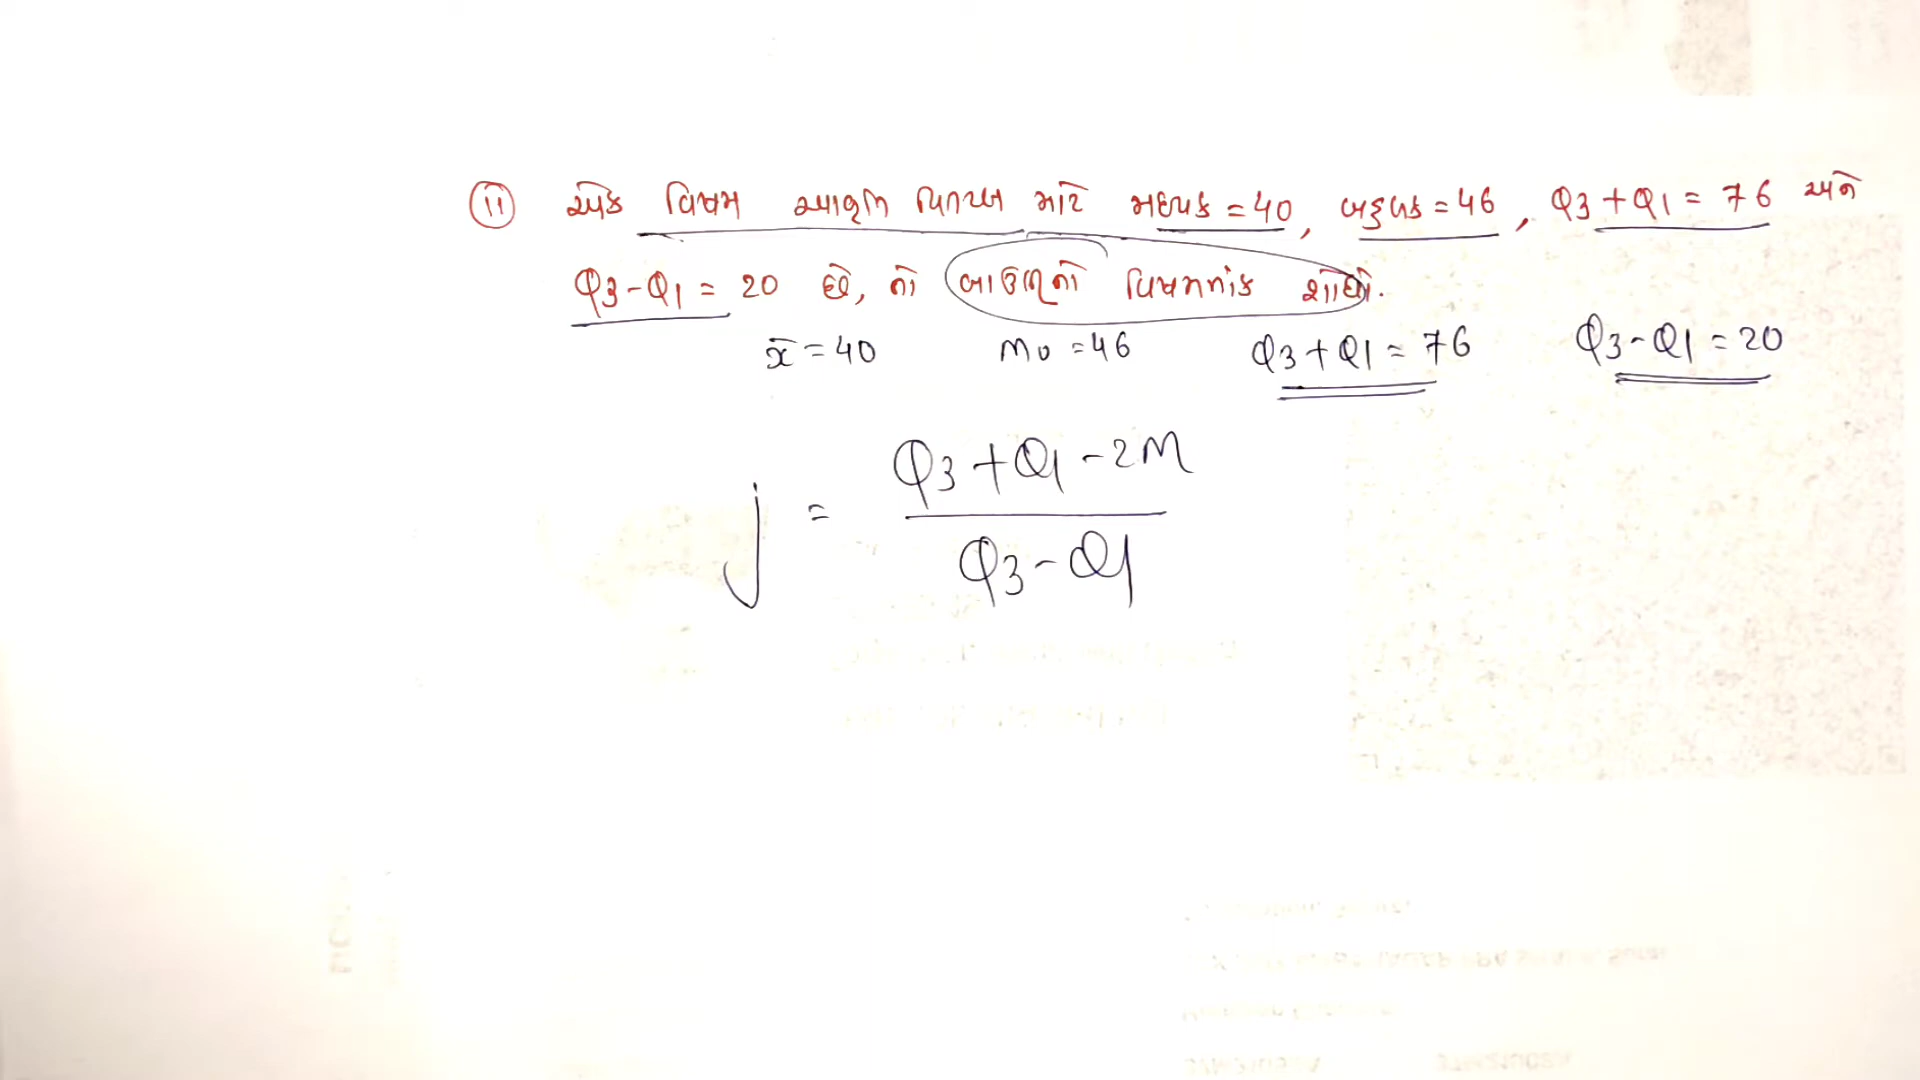 (11) એક વિષમ આવૃત્તિ વિતરણ માટે મધ્યક = 40, બહુલક = 46, Q3 + Q1 = 76 અને
Q3 - Q1 = 20 છે, તો બાઉલીનો વિષમતાંક શોધો.
x̄ = 40 Mo = 46 Q3 + Q1 = 76 Q3 - Q1 = 20
j = Q3 + Q1 - 2M
Q3 - Q1